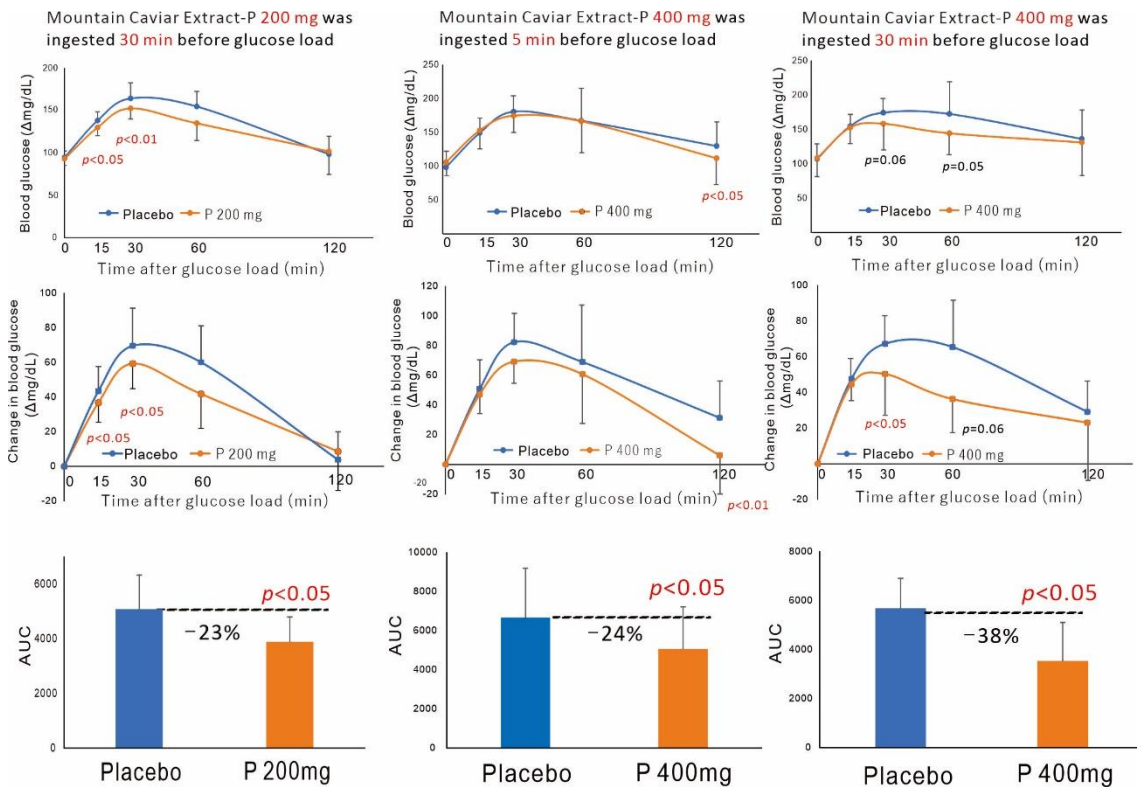 Mountain Caviar Extract-P 200 mg was
ingested 30 min before glucose load
Blood glucose (Δmg/dL)
200
150
100
50
0
p<0.05
p<0.01
Placebo
P 200 mg
0
15
30
60
120
Time after glucose load (min)
Mountain Caviar Extract-P 400 mg was
ingested 5 min before glucose load
Blood glucose (Δmg/dL)
250
200
150
100
50
p<0.05
Placebo
P 400 mg
0
15
30
60
120
Time after glucose load (min)
Mountain Caviar Extract-P 400 mg was
ingested 30 min before glucose load
Blood glucose (Δmg/dL)
250
200
150
100
50
0
p=0.06
p=0.05
Placebo
P 400 mg
0
15
30
60
120
Time after glucose load (min)
Change in blood glucose
(Δmg/dL)
100
80
60
40
20
0
-20
p<0.05
p<0.05
Placebo
P 200 mg
15
30
60
120
Time after glucose load (min)
Change in blood glucose
(Δmg/dL)
120
100
80
60
40
20
0
-20
-20
p<0.01
Placebo
P 400 mg
15
30
60
120
Time after glucose load (min)
Change in blood glucose
(Δmg/dL)
100
80
60
40
20
0
-20
p<0.05
p=0.06
Placebo
P 400 mg
15
30
60
120
Time after glucose load (min)
AUC
6000
4000
2000
0
p<0.05
−23%
Placebo
P 200mg
AUC
10000
8000
6000
4000
2000
0
p<0.05
−24%
Placebo
P 400mg
AUC
8000
6000
4000
2000
0
p<0.05
−38%
Placebo
P 400mg